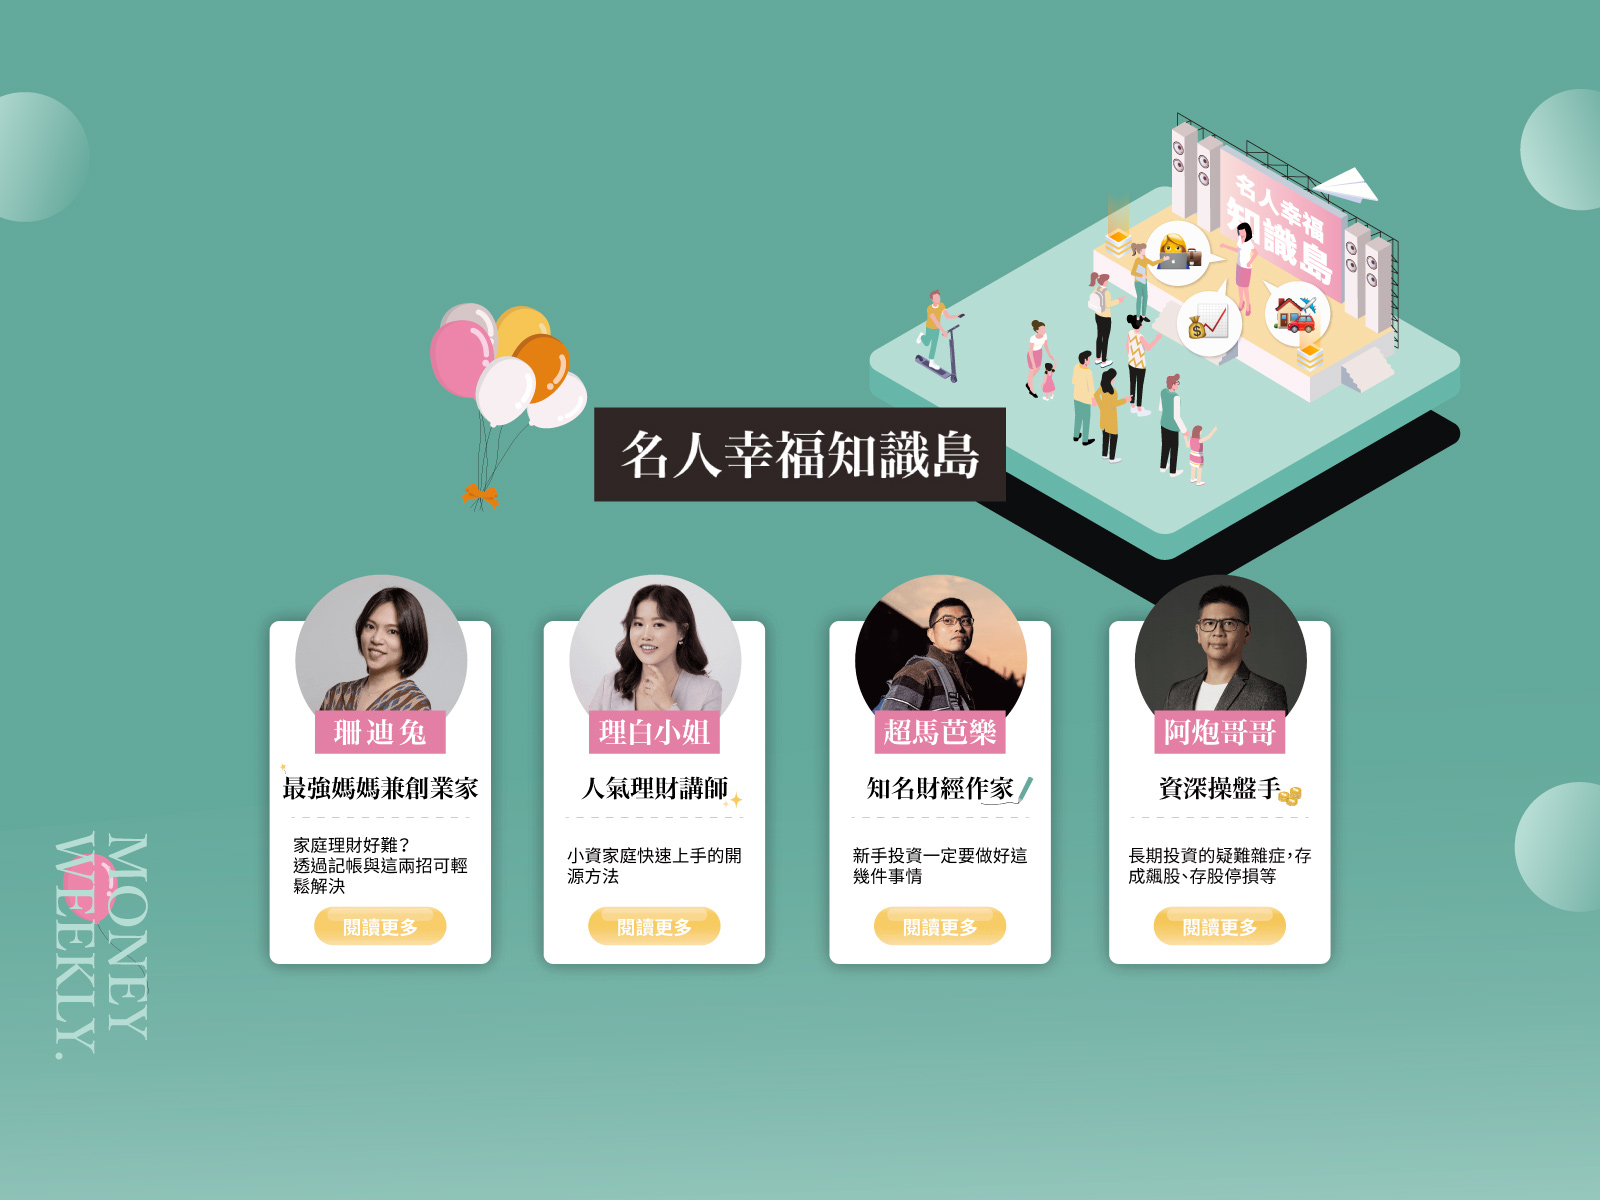 名人幸福
知識島
名人幸福知識島
珊迪兔
最強媽媽兼創業家
家庭理財好難？
透過記帳與這兩招可輕
鬆解決
閱讀更多
理白小姐
人氣理財講師
小資家庭快速上手的開
源方法
閱讀更多
超馬芭樂
知名財經作家
新手投資一定要做好這
幾件事情
閱讀更多
阿炮哥哥
資深操盤手
長期投資的疑難雜症，存
成飆股、存股停損等
閱讀更多
MONEY
WEEKLY.